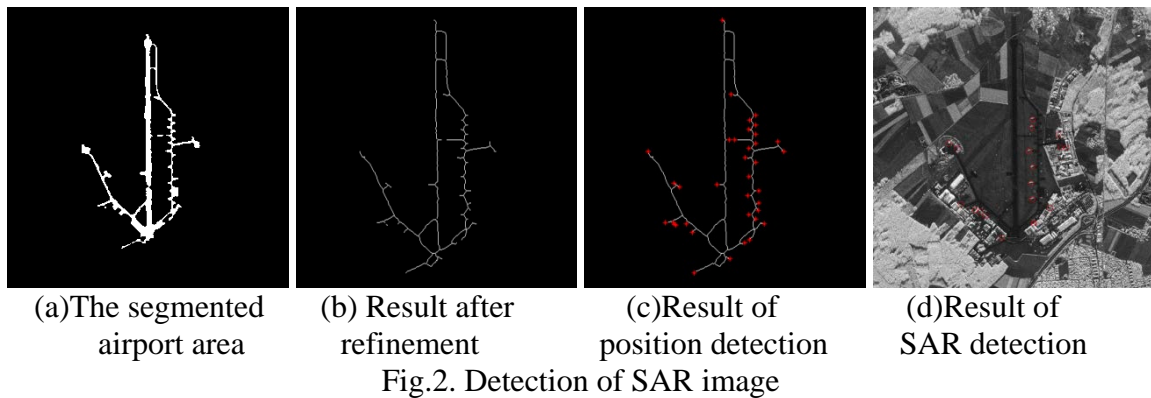 (a)The segmented airport area
(b) Result after refinement
(c)Result of position detection
(d)Result of SAR detection
Fig.2. Detection of SAR image